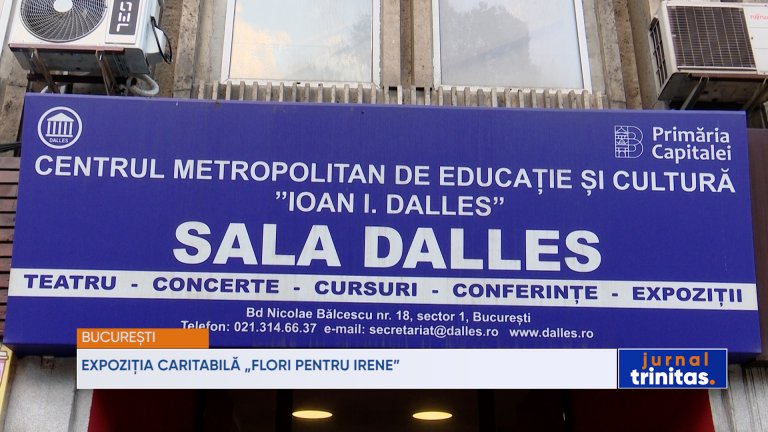 DALLES
Primăria
Capitalei
CENTRUL METROPOLITAN DE EDUCAȚIE ȘI CULTURĂ
”IOAN I. DALLES”
SALA DALLES
TEATRU - CONCERTE - CURSURI - CONFERINȚE - EXPOZIȚII
Bd Nicolae Bălcescu nr. 18, sector 1, București
Telefon: 021.314.66.37 e-mail: secretariat@dalles.ro www.dalles.ro
BUCUREȘTI
EXPOZIȚIA CARITABILĂ „FLORI PENTRU IRENE”
jurnal
trinitas.